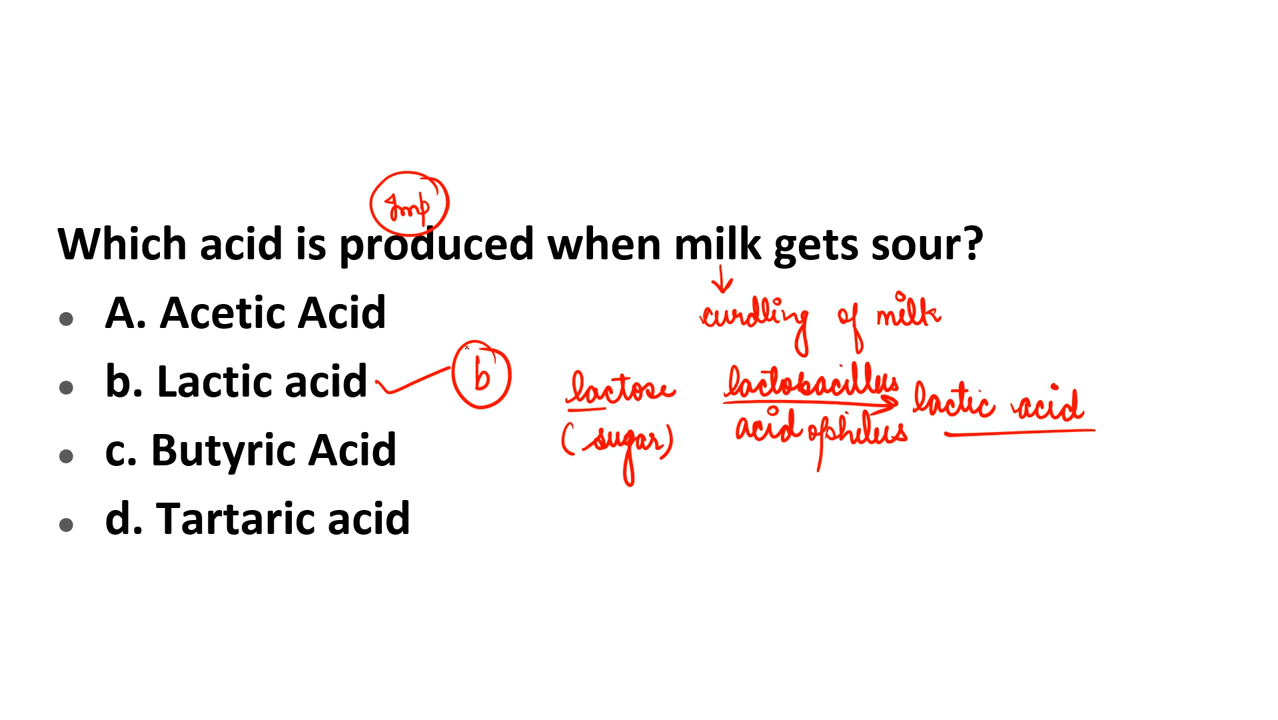 Imp
Which acid is produced when milk gets sour?
A. Acetic Acid
curdling of milk
b. Lactic acid
b
lactose
(sugar)
lactobacillus
acidophilus
lactic acid
c. Butyric Acid
d. Tartaric acid